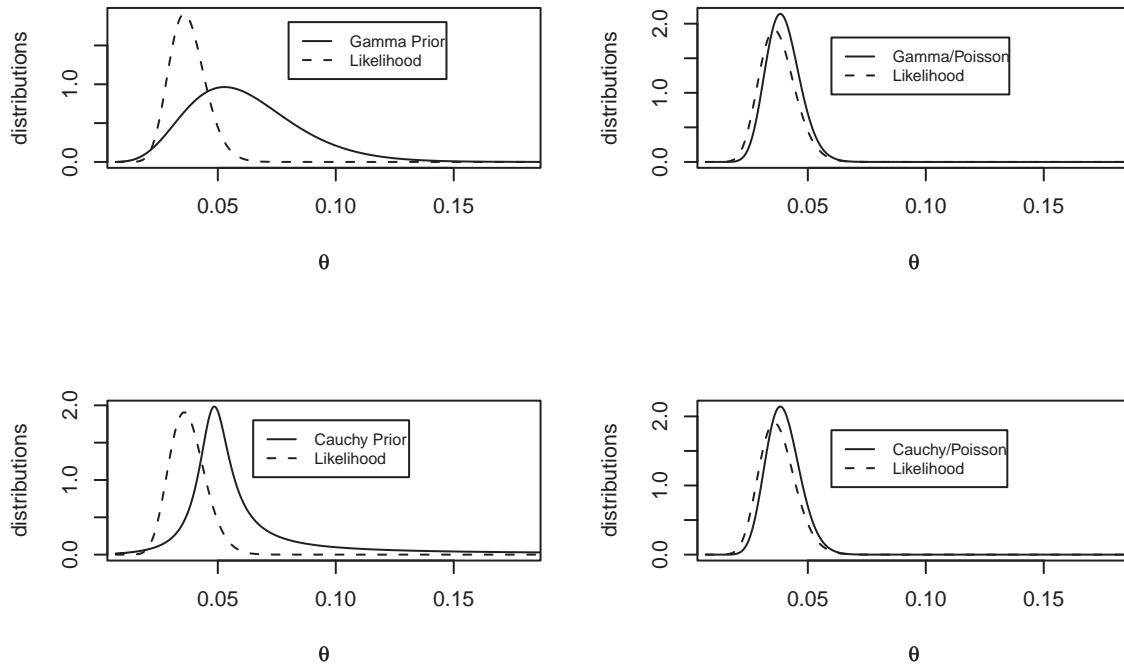 distributions
0.0
1.0
Gamma Prior
Likelihood
0.05
0.10
0.15
θ
distributions
0.0
1.0
2.0
Gamma/Poisson
Likelihood
0.05
0.10
0.15
θ
distributions
0.0
1.0
2.0
Cauchy Prior
Likelihood
0.05
0.10
0.15
θ
distributions
0.0
1.0
2.0
Cauchy/Poisson
Likelihood
0.05
0.10
0.15
θ